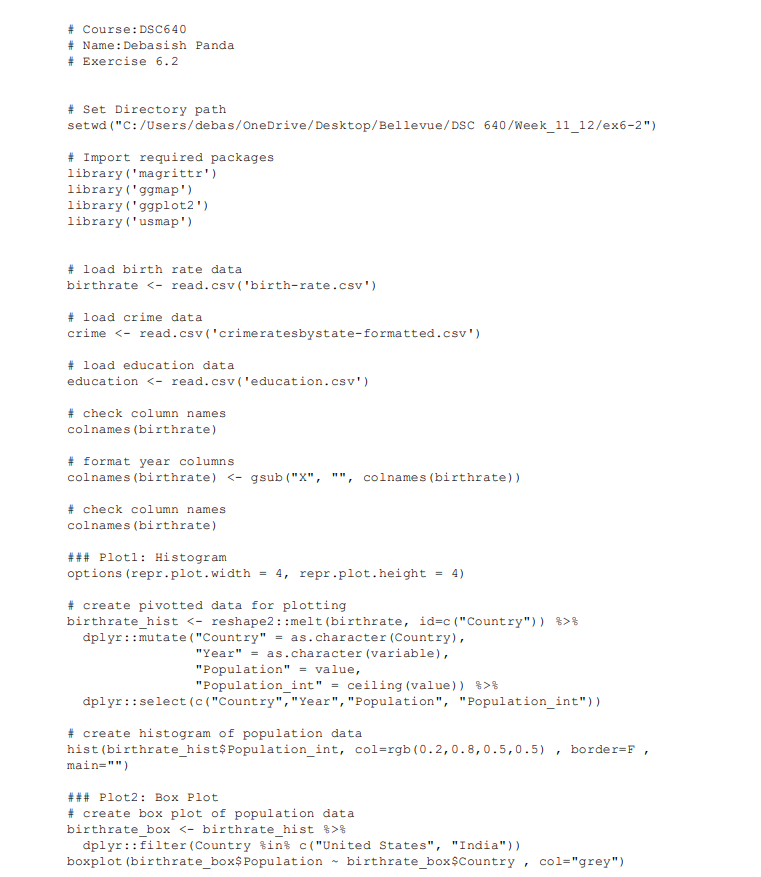 # Course:DSC640
# Name:Debasish Panda
# Exercise 6.2
# Set Directory path
setwd("C:/Users/debas/OneDrive/Desktop/Bellevue/DSC 640/Week_11_12/ex6-2")
# Import required packages
library('magrittr')
library('ggmap')
library('ggplot2')
library('usmap')
# load birth rate data
birthrate <- read.csv('birth-rate.csv')
# load crime data
crime <- read.csv('crimeratesbystate-formatted.csv')
# load education data
education <- read.csv('education.csv')
# check column names
colnames(birthrate)
# format year columns
colnames(birthrate) <- gsub("X", "", colnames(birthrate))
# check column names
colnames(birthrate)
### Plot1: Histogram
options(repr.plot.width = 4, repr.plot.height = 4)
# create pivotted data for plotting
birthrate_hist <- reshape2::melt(birthrate, id=c("Country")) %>%
  dplyr::mutate("Country" = as.character(Country),
                "Year" = as.character(variable),
                "Population" = value,
                "Population_int" = ceiling(value)) %>%
  dplyr::select(c("Country","Year","Population", "Population_int"))
# create histogram of population data
hist(birthrate_hist$Population_int, col=rgb(0.2,0.8,0.5,0.5) , border=F ,
main="")
### Plot2: Box Plot
# create box plot of population data
birthrate_box <- birthrate_hist %>%
  dplyr::filter(Country %in% c("United States", "India"))
boxplot(birthrate_box$Population ~ birthrate_box$Country , col="grey")